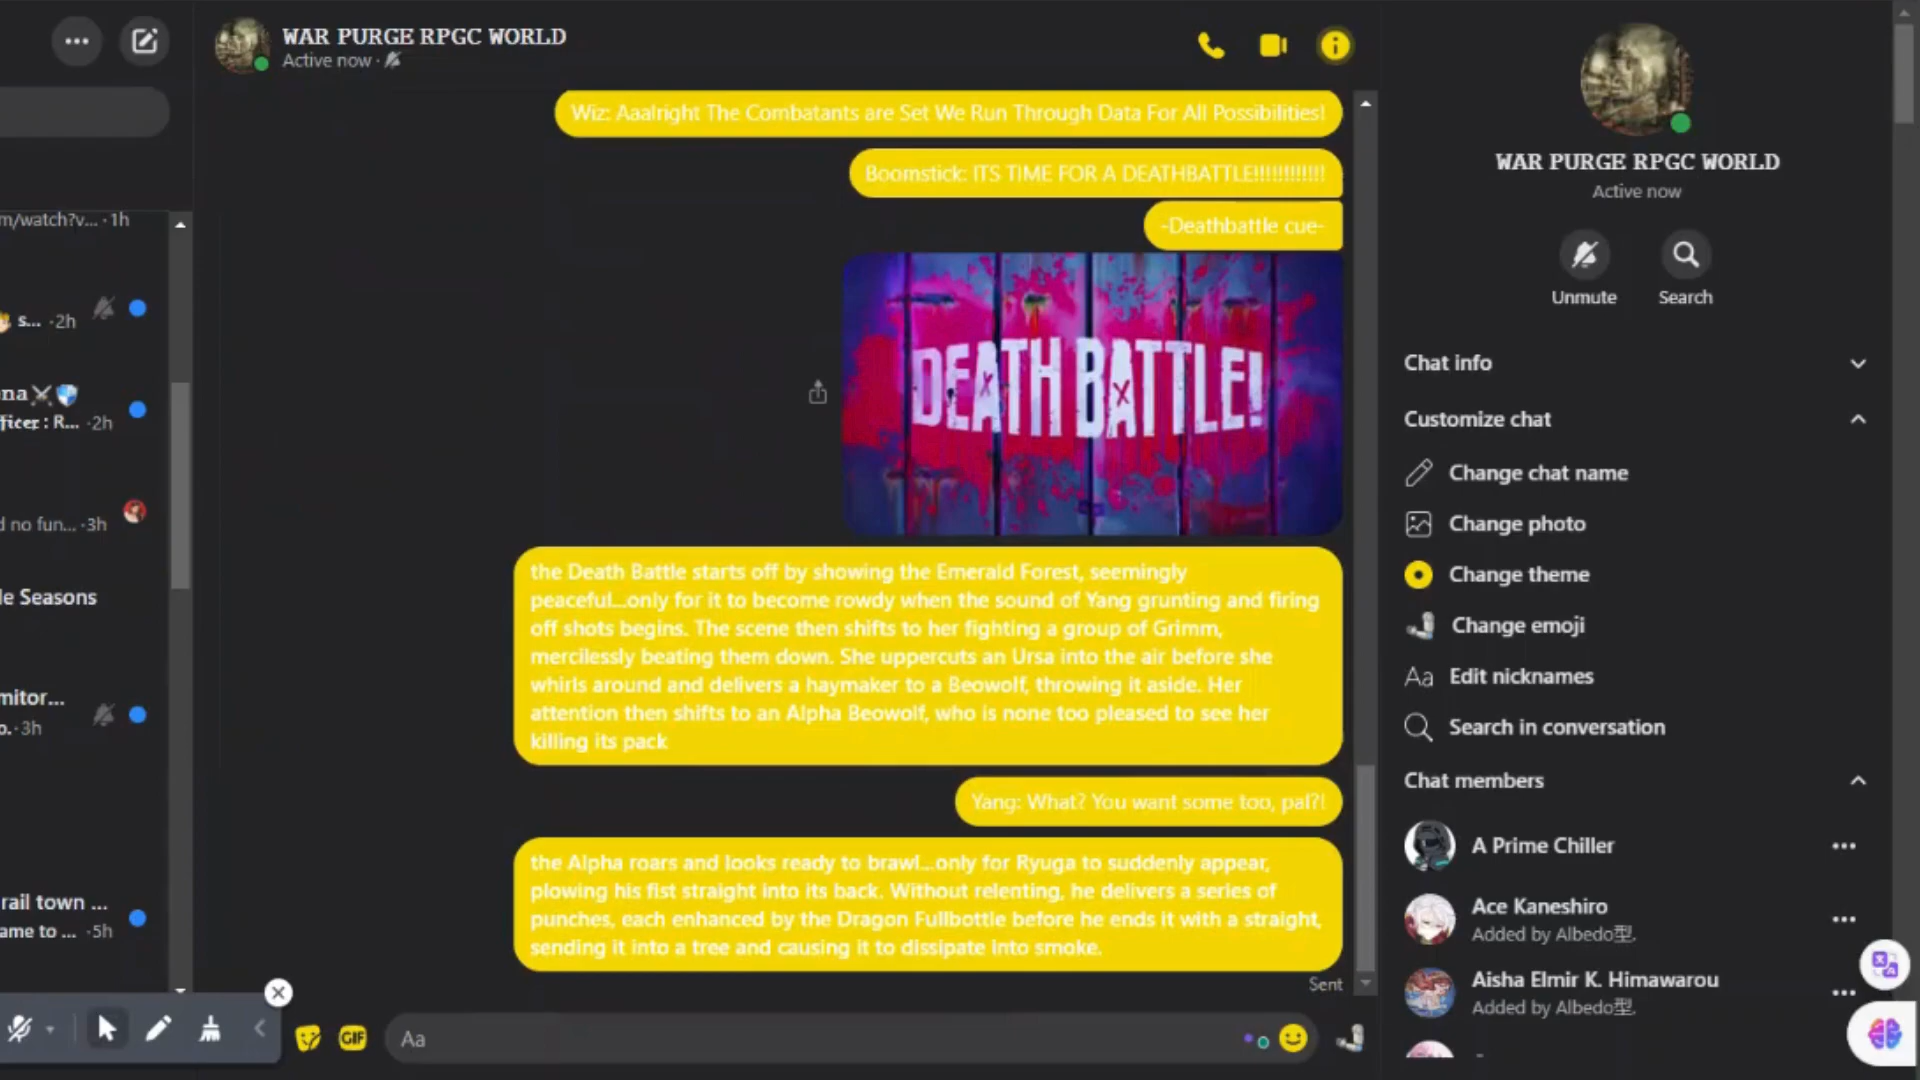 WAR PURGE RPGC WORLD
Active now ·
m/watch?v... · 1h
s... · 2h
na⚔🛡
fficer : R... · 2h
d no fun... · 3h
le Seasons
mitor...
o. · 3h
rail town ...
ame to ... · 5h
Wiz: Aaalright The Combatants are Set We Run Through Data For All Possibilities!
Boomstick: ITS TIME FOR A DEATHBATTLE!!!!!!!!!!!!
-Deathbattle cue-
DEATH BATTLE!
the Death Battle starts off by showing the Emerald Forest, seemingly
peaceful...only for it to become rowdy when the sound of Yang grunting and firing
off shots begins. The scene then shifts to her fighting a group of Grimm,
mercilessly beating them down. She uppercuts an Ursa into the air before she
whirls around and delivers a haymaker to a Beowolf, throwing it aside. Her
attention then shifts to an Alpha Beowolf, who is none too pleased to see her
killing its pack
Yang: What? You want some too, pal?!
the Alpha roars and looks ready to brawl...only for Ryuga to suddenly appear,
plowing his fist straight into its back. Without relenting, he delivers a series of
punches, each enhanced by the Dragon Fullbottle before he ends it with a straight,
sending it into a tree and causing it to dissipate into smoke.
Sent
GIF
Aa
WAR PURGE RPGC WORLD
Active now
Unmute
Search
Chat info
Customize chat
Change chat name
Change photo
Change theme
Change emoji
Aa Edit nicknames
Search in conversation
Chat members
A Prime Chiller
Ace Kaneshiro
Added by Albedo型.
Aisha Elmir K. Himawarou
Added by Albedo型.